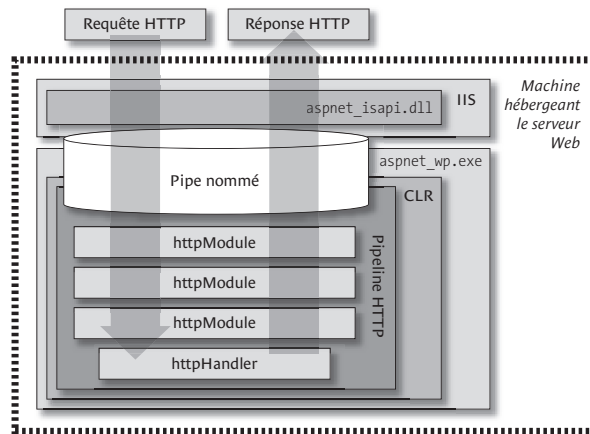 Requête HTTP
Réponse HTTP
Machine
hébergeant
le serveur
Web
IIS
aspnet_isapi.dll
aspnet_wp.exe
Pipe nommé
CLR
Pipeline HTTP
httpModule
httpModule
httpModule
httpHandler